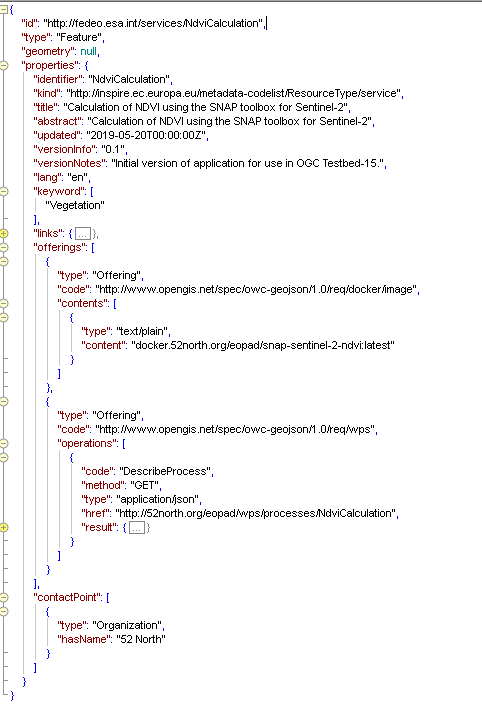 {
"id": "http://fedeo.esa.int/services/NdviCalculation",
"type": "Feature",
"geometry": null,
"properties": {
"identifier": "NdviCalculation",
"kind": "http://inspire.ec.europa.eu/metadata-codelist/ResourceType/service",
"title": "Calculation of NDVI using the SNAP toolbox for Sentinel-2",
"abstract": "Calculation of NDVI using the SNAP toolbox for Sentinel-2",
"updated": "2019-05-20T00:00:00Z",
"versionInfo": "0.1",
"versionNotes": "Initial version of application for use in OGC Testbed-15.",
"lang": "en",
"keyword": [
"Vegetation"
],
"links": { ... },
"offerings": [
{
"type": "Offering",
"code": "http://www.opengis.net/spec/owc-geojson/1.0/req/docker/image",
"contents": [
{
"type": "text/plain",
"content": "docker.52north.org/eopad/snap-sentinel-2-ndvi:latest"
}
]
},
{
"type": "Offering",
"code": "http://www.opengis.net/spec/owc-geojson/1.0/req/wps",
"operations": [
{
"code": "DescribeProcess",
"method": "GET",
"type": "application/json",
"href": "http://52north.org/eopad/wps/processes/NdviCalculation",
"result": { ... }
}
]
}
],
"contactPoint": [
{
"type": "Organization",
"hasName": "52 North"
}
]
}
}